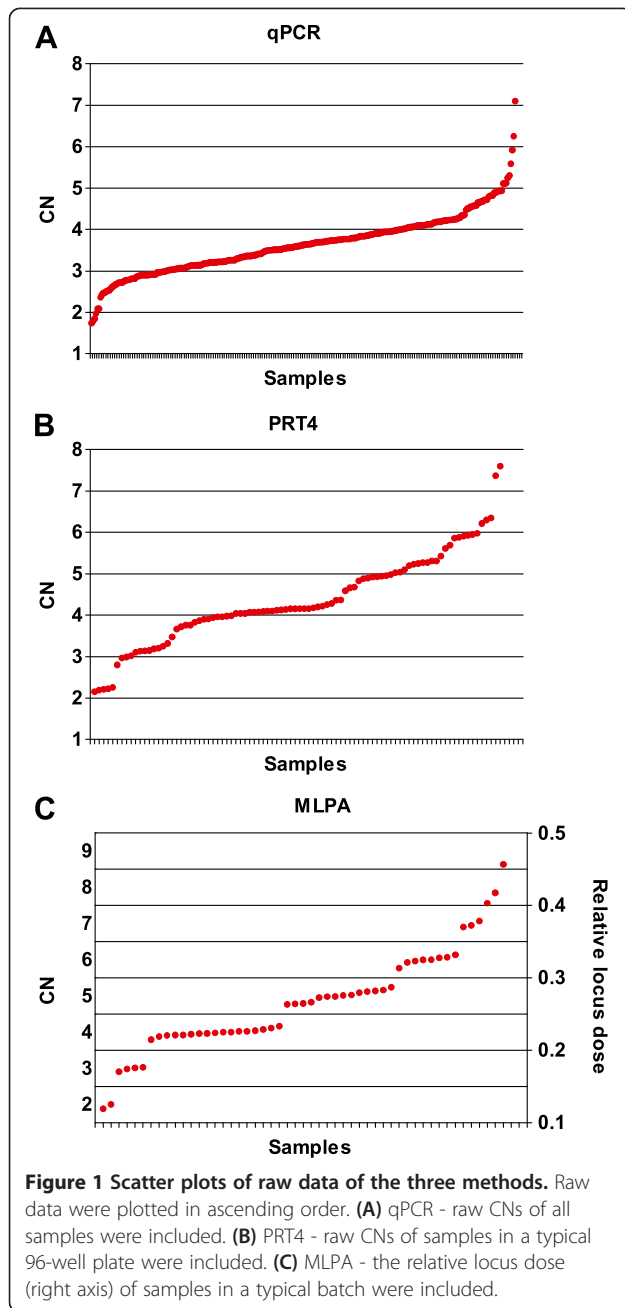 A
qPCR
8
7
6
5
4
3
2
1
CN
Samples
B
PRT4
8
7
6
5
4
3
2
1
CN
Samples
C
MLPA
9
8
7
6
5
4
3
2
CN
0.5
0.4
0.3
0.2
0.1
Relative locus dose
Samples
Figure 1 Scatter plots of raw data of the three methods. Raw
data were plotted in ascending order. (A) qPCR - raw CNs of all
samples were included. (B) PRT4 - raw CNs of samples in a typical
96-well plate were included. (C) MLPA - the relative locus dose
(right axis) of samples in a typical batch were included.